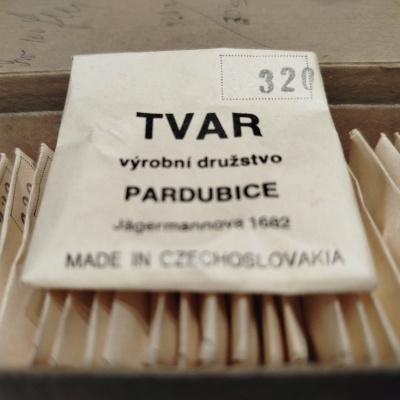 320
TVAR
výrobní družstvo
PARDUBICE
Jägermannova 1682
MADE IN CZECHOSLOVAKIA